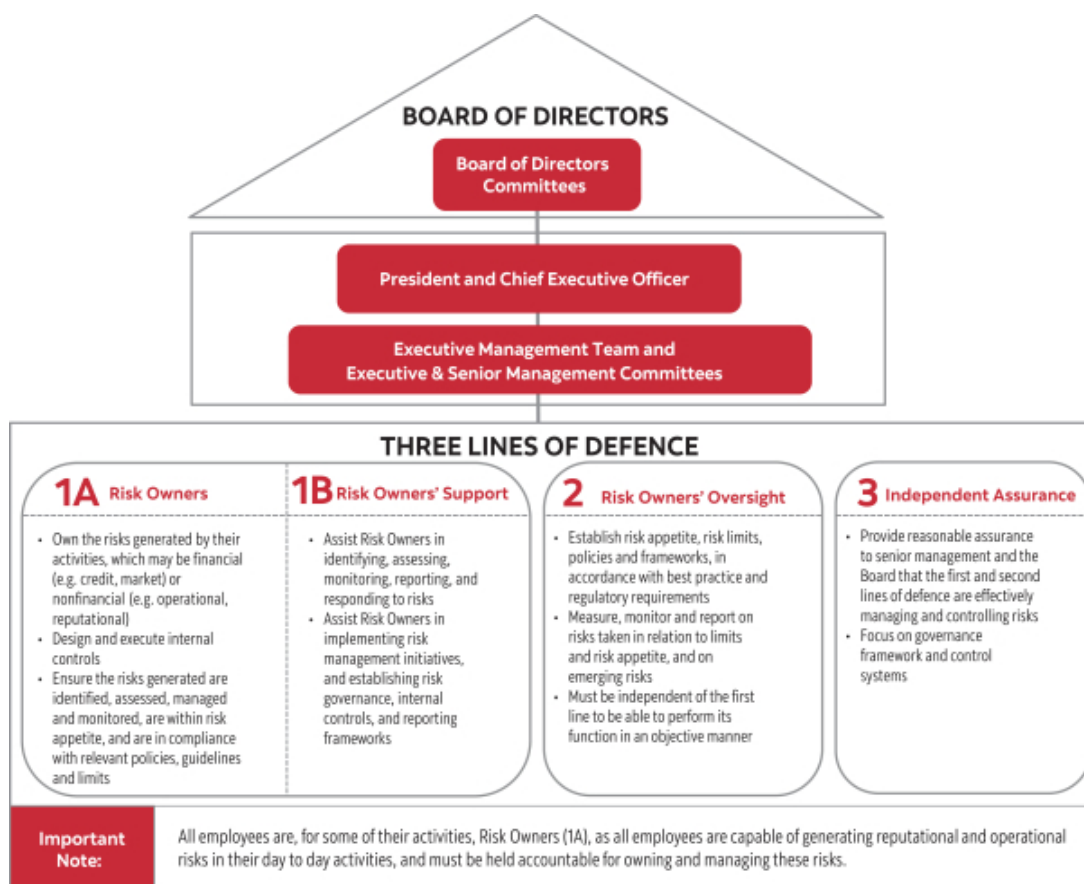 BOARD OF DIRECTORS
Board of Directors
Committees
President and Chief Executive Officer
Executive Management Team and
Executive & Senior Management Committees
THREE LINES OF DEFENCE
1A Risk Owners
• Own the risks generated by their
activities, which may be financial
(e.g. credit, market) or
nonfinancial (e.g. operational,
reputational)
• Design and execute internal
controls
• Ensure the risks generated are
identified, assessed, managed
and monitored, are within risk
appetite, and are in compliance
with relevant policies, guidelines
and limits
1B Risk Owners' Support
• Assist Risk Owners in
identifying, assessing,
monitoring, reporting, and
responding to risks
• Assist Risk Owners in
implementing risk
management initiatives,
and establishing risk
governance, internal
controls, and reporting
frameworks
2 Risk Owners' Oversight
• Establish risk appetite, risk limits,
policies and frameworks, in
accordance with best practice and
regulatory requirements
• Measure, monitor and report on
risks taken in relation to limits
and risk appetite, and on
emerging risks
• Must be independent of the first
line to be able to perform its
function in an objective manner
3 Independent Assurance
• Provide reasonable assurance
to senior management and the
Board that the first and second
lines of defence are effectively
managing and controlling risks
• Focus on governance
framework and control
systems
Important
Note:
All employees are, for some of their activities, Risk Owners (1A), as all employees are capable of generating reputational and operational
risks in their day to day activities, and must be held accountable for owning and managing these risks.